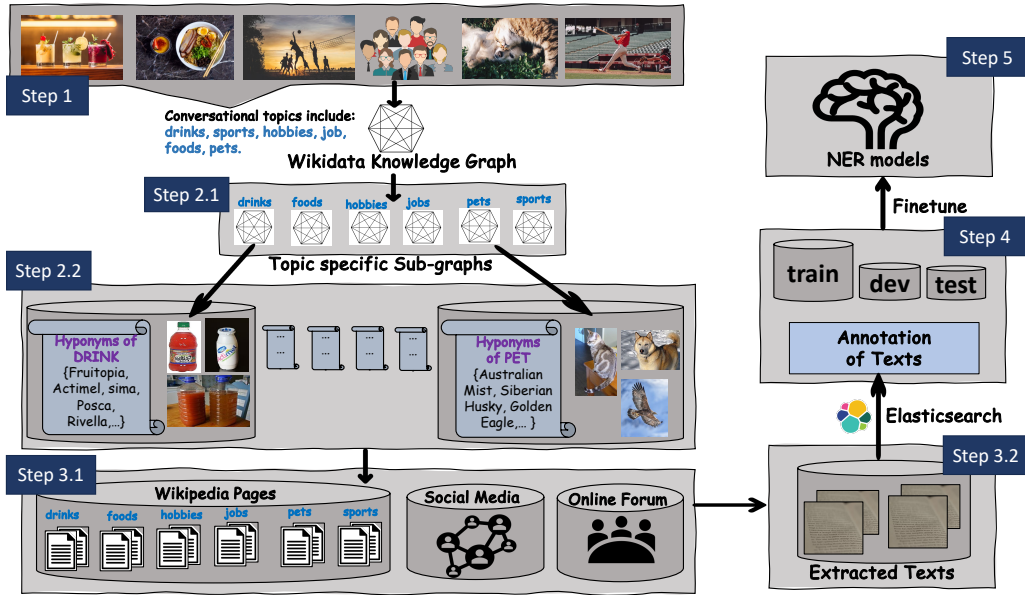 Step 1
Conversational topics include:
drinks, sports, hobbies, job,
foods, pets.
Wikidata Knowledge Graph
Step 2.1
drinks
foods
hobbies
jobs
pets
sports
Topic specific Sub-graphs
Step 2.2
Hyponyms of
DRINK
{Fruitopia,
Actimel, sima,
Posca,
Rivella,...}
...
...
...
...
...
...
...
...
Hyponyms
of PET
{Australian
Mist, Siberian
Husky, Golden
Eagle,... }
Step 3.1
Wikipedia Pages
drinks
foods
hobbies
jobs
pets
sports
Social Media
Online Forum
Step 3.2
Extracted Texts
Elasticsearch
Step 4
train
dev
test
Annotation
of Texts
Finetune
Step 5
NER models